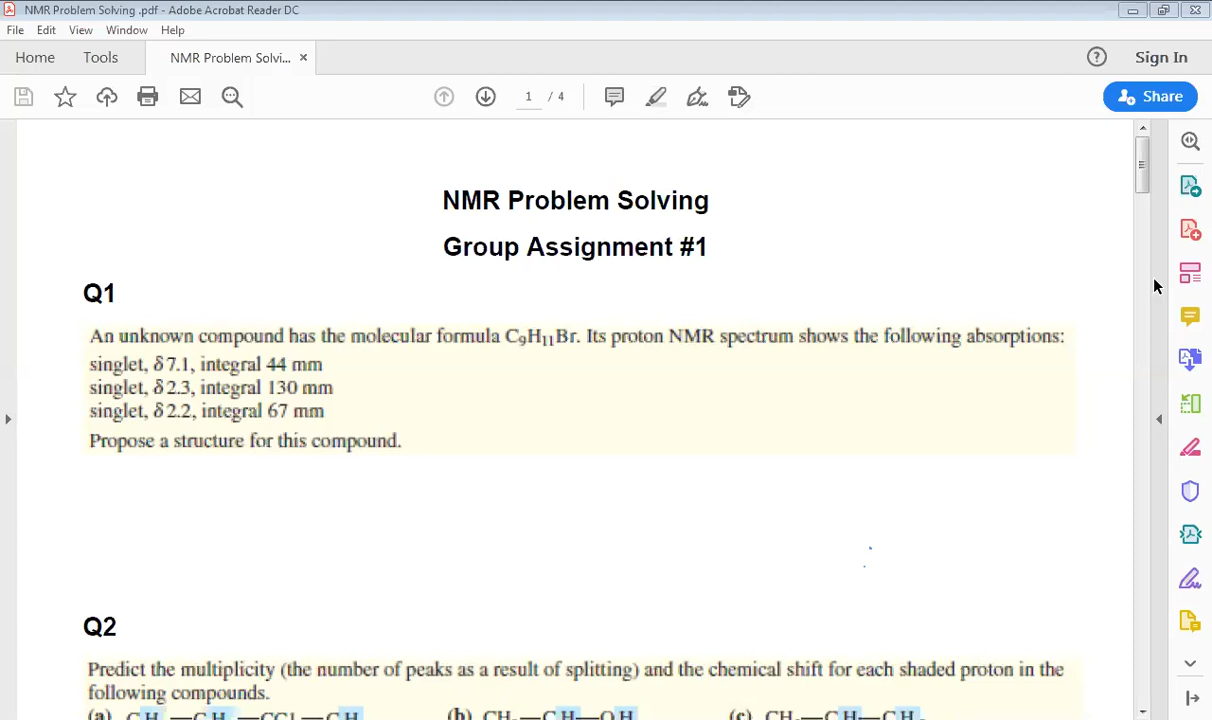 NMR Problem Solving .pdf - Adobe Acrobat Reader DC
File Edit View Window Help
Home Tools NMR Problem Solvi... × Sign In
1 / 4 Share
NMR Problem Solving
Group Assignment #1
Q1
An unknown compound has the molecular formula C₉H₁₁Br. Its proton NMR spectrum shows the following absorptions:
singlet, δ 7.1, integral 44 mm
singlet, δ 2.3, integral 130 mm
singlet, δ 2.2, integral 67 mm
Propose a structure for this compound.
Q2
Predict the multiplicity (the number of peaks as a result of splitting) and the chemical shift for each shaded proton in the
following compounds.
(a) (b) (c)